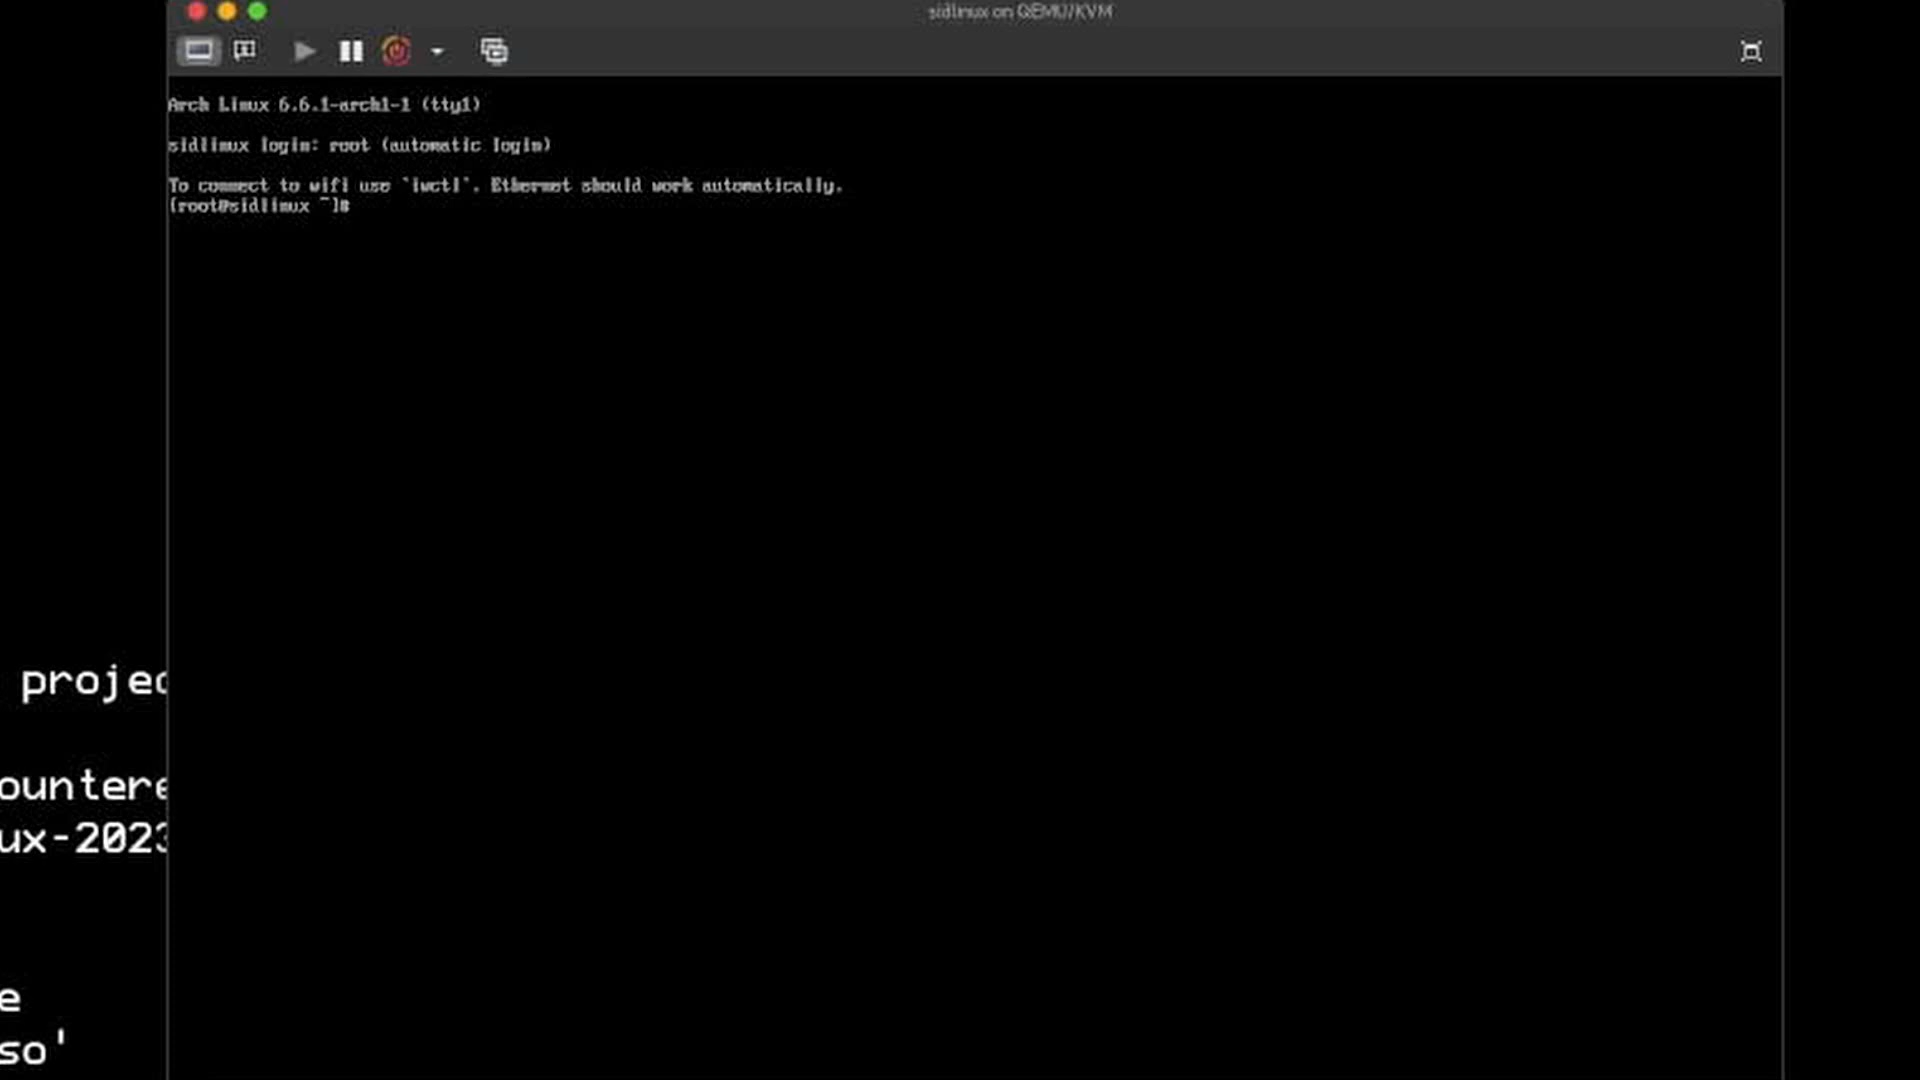 sidlinux on QEMU/KVM
Arch Linux 6.6.1-arch1-1 (tty1)
sidlinux login: root (automatic login)
To connect to wifi use `iwctl`. Ethernet should work automatically.
[root@sidlinux ~]#
projec
ountere
ux-2023
e
so'